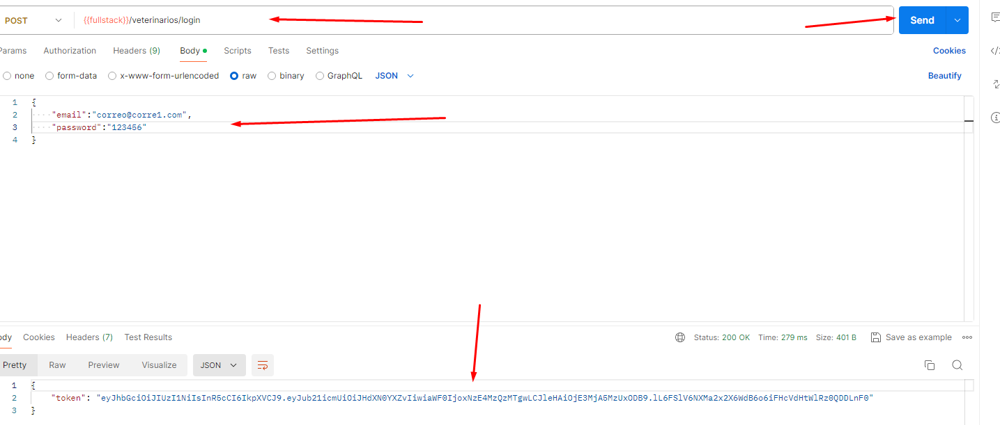 POST {{fullstack}}/veterinarios/login Send
Params Authorization Headers (9) Body Scripts Tests Settings Cookies
none form-data x-www-form-urlencoded raw binary GraphQL JSON Beautify
1 {
2 "email":"correo@corre1.com",
3 "password":"123456"
4 }
ody Cookies Headers (7) Test Results Status: 200 OK Time: 279 ms Size: 401 B Save as example
Pretty Raw Preview Visualize JSON
1 {
2 "token": "eyJhbGciOiJIUzI1NiIsInR5cCI6IkpXVCJ9.eyJub21icmUiOiJHdXN0YXZvIiwiaWF0IjoxNzE4MzQzMTgwLCJleHAiOjE3MjA5MzUxODB9.lL6FSlV6NXMa2x2X6WdB6o6iFHcVdHtWlRz0QDDLnF0"
3 }